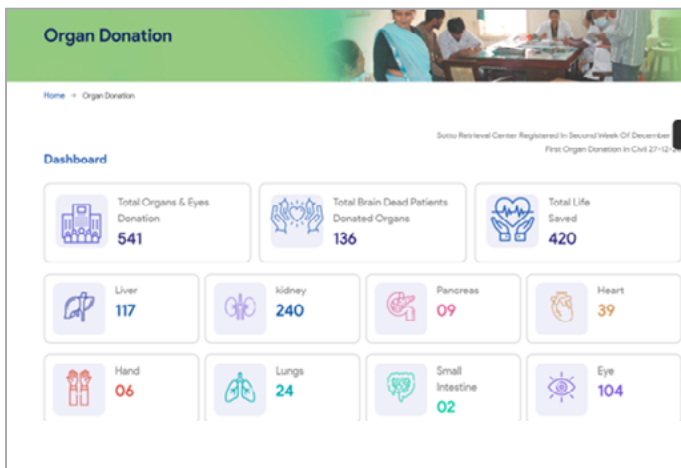 Organ Donation
Home → Organ Donation
Sotto Retrieval Center Registered In Second Week Of December
First Organ Donation In Civil 27-12-20
Dashboard
Total Organs & Eyes
Donation
541
Total Brain Dead Patients
Donated Organs
136
Total Life
Saved
420
Liver
117
kidney
240
Pancreas
09
Heart
39
Hand
06
Lungs
24
Small
Intestine
02
Eye
104